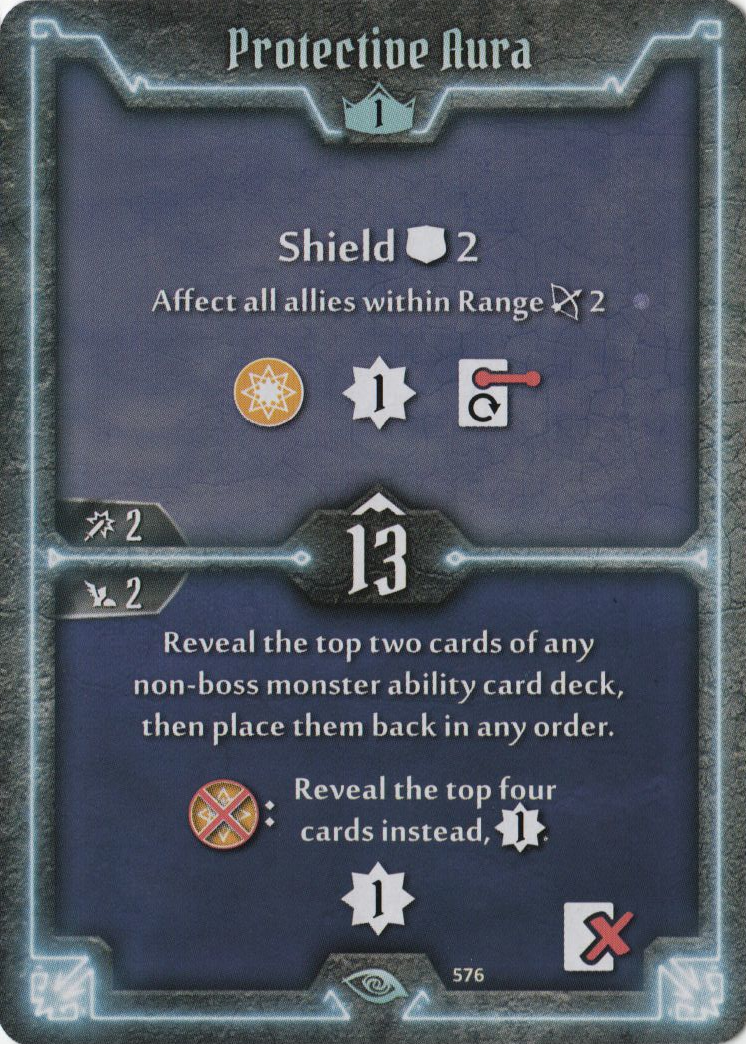 Protective Aura
1
Shield 2
Affect all allies within Range 2
1
2
13
2
Reveal the top two cards of any
non-boss monster ability card deck,
then place them back in any order.
: Reveal the top four
cards instead, 1.
1
576